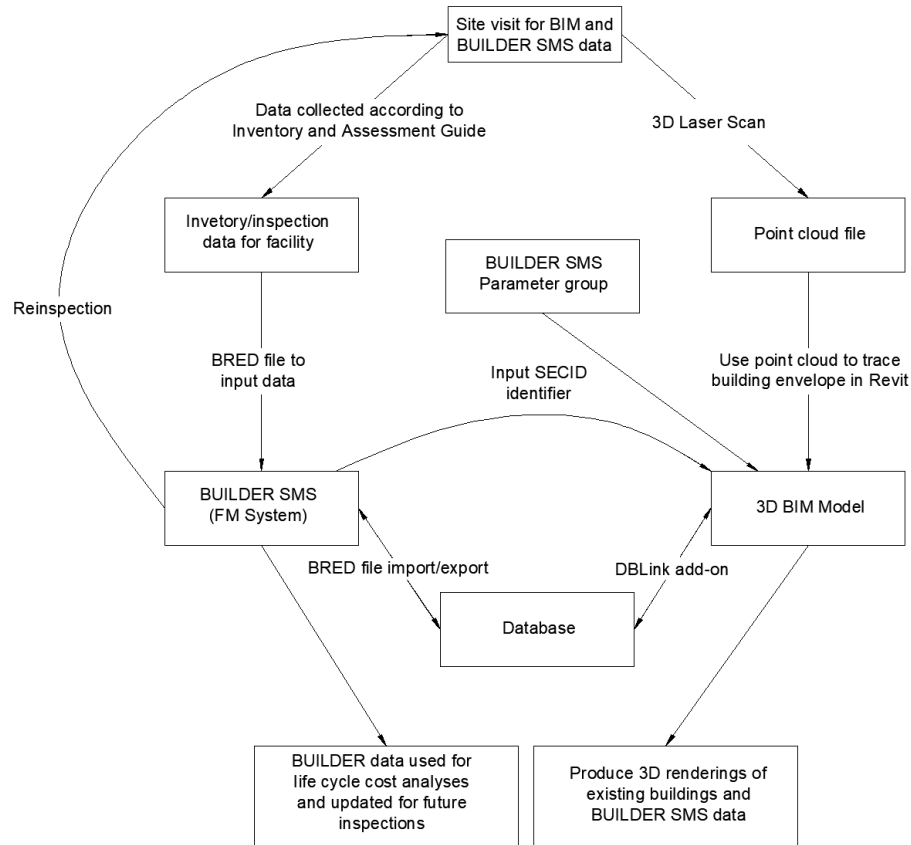 Site visit for BIM and
BUILDER SMS data
Data collected according to
Inventory and Assessment Guide
3D Laser Scan
Invetory/inspection
data for facility
Point cloud file
BUILDER SMS
Parameter group
Reinspection
BRED file to
input data
Input SECID
identifier
Use point cloud to trace
building envelope in Revit
BUILDER SMS
(FM System)
3D BIM Model
BRED file import/export
DBLink add-on
Database
BUILDER data used for
life cycle cost analyses
and updated for future
inspections
Produce 3D renderings of
existing buildings and
BUILDER SMS data